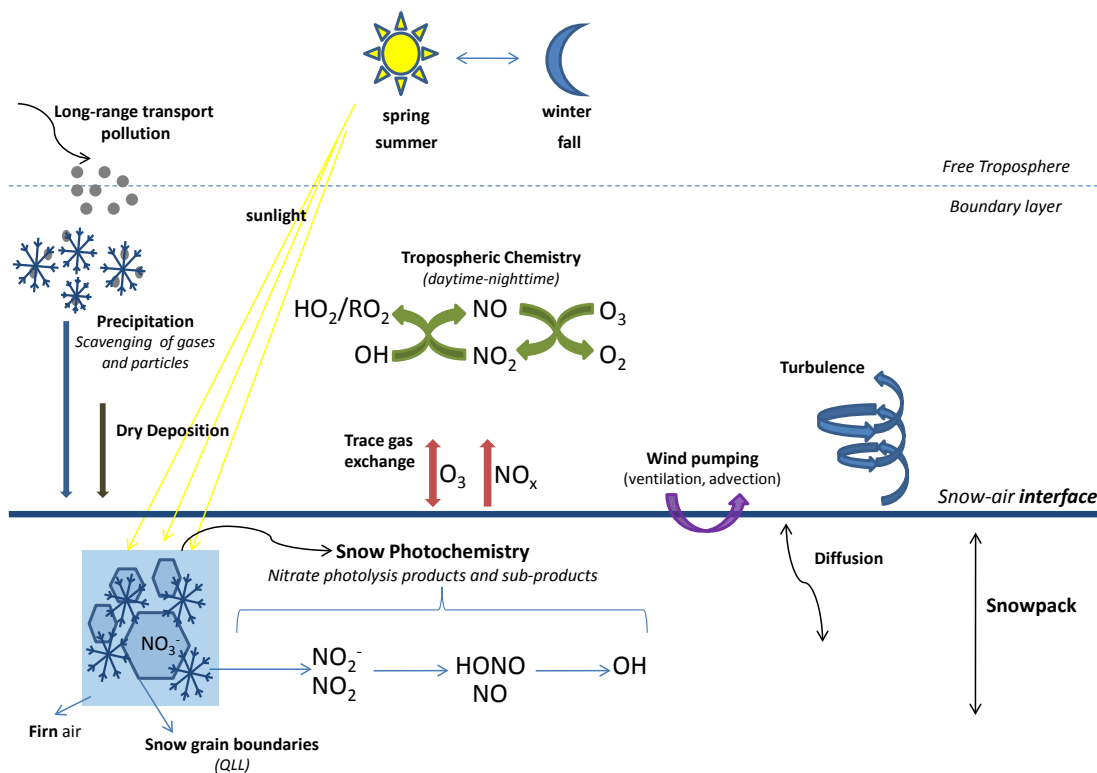 Long-range transport
pollution
spring
summer
winter
fall
Free Troposphere
Boundary layer
sunlight
Tropospheric Chemistry
(daytime-nighttime)
HO₂/RO₂ NO O₃
OH NO₂ O₂
Precipitation
Scavenging of gases
and particles
Dry Deposition
Turbulence
Trace gas
exchange
O₃ NOₓ
Wind pumping
(ventilation, advection)
Snow-air interface
Snow Photochemistry
Nitrate photolysis products and sub-products
Diffusion
Snowpack
NO₃⁻
NO₂⁻
NO₂
HONO
NO
OH
Firn air
Snow grain boundaries
(QLL)